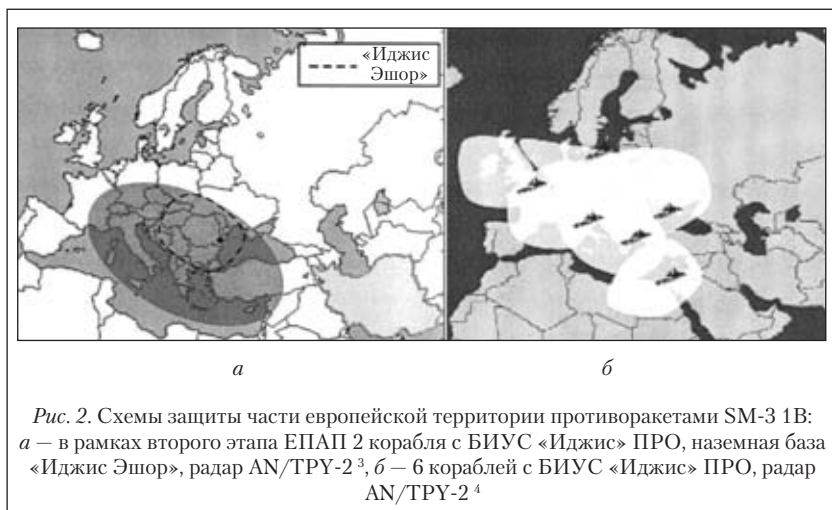 «Иджис
Эшор»
а
б
Рис. 2. Схемы защиты части европейской территории противоракетами SM-3 1B:
а — в рамках второго этапа ЕПАП 2 корабля с БИУС «Иджис» ПРО, наземная база
«Иджис Эшор», радар AN/TPY-2 ³, б — 6 кораблей с БИУС «Иджис» ПРО, радар
AN/TPY-2 ⁴